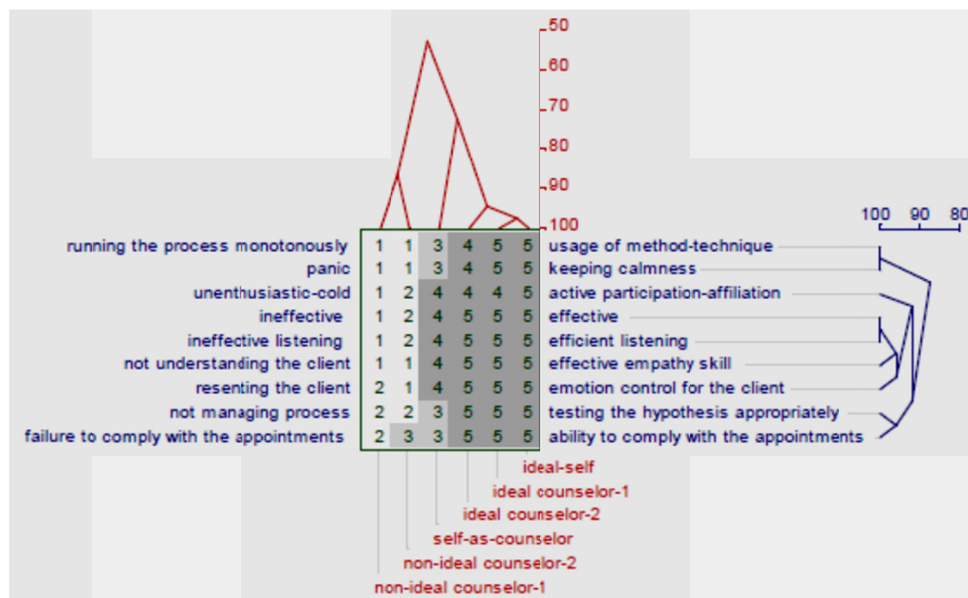 50
60
70
80
90
100
100 90 80
running the process monotonously 1 1 3 4 5 5 usage of method-technique
panic 1 1 3 4 5 5 keeping calmness
unenthusiastic-cold 1 2 4 4 4 5 active participation-affiliation
ineffective 1 2 4 5 5 5 effective
ineffective listening 1 2 4 5 5 5 efficient listening
not understanding the client 1 1 4 5 5 5 effective empathy skill
resenting the client 2 1 4 5 5 5 emotion control for the client
not managing process 2 2 3 5 5 5 testing the hypothesis appropriately
failure to comply with the appointments 2 3 3 5 5 5 ability to comply with the appointments
ideal-self
ideal counselor-1
ideal counselor-2
self-as-counselor
non-ideal counselor-2
non-ideal counselor-1